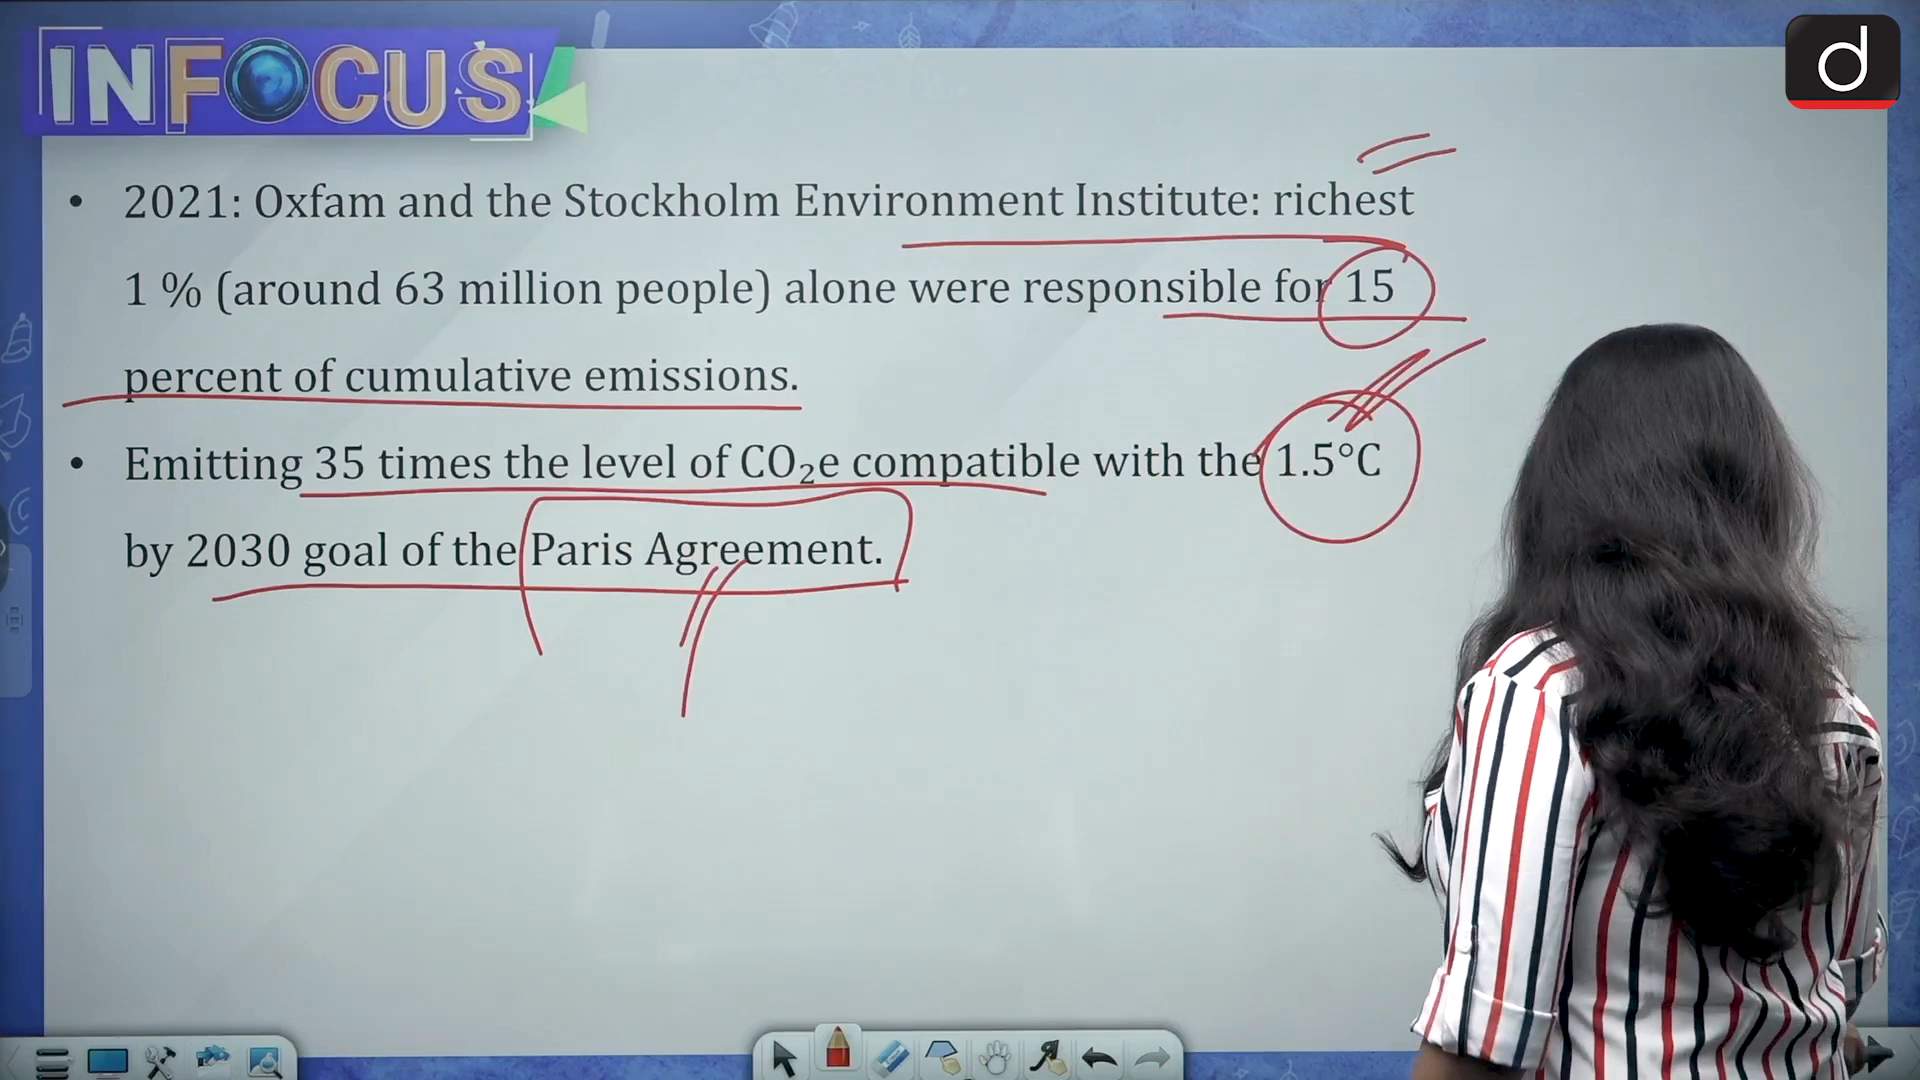 INFOCUS
d
• 2021: Oxfam and the Stockholm Environment Institute: richest
1 % (around 63 million people) alone were responsible for 15
percent of cumulative emissions.
• Emitting 35 times the level of CO₂e compatible with the 1.5°C
by 2030 goal of the Paris Agreement.